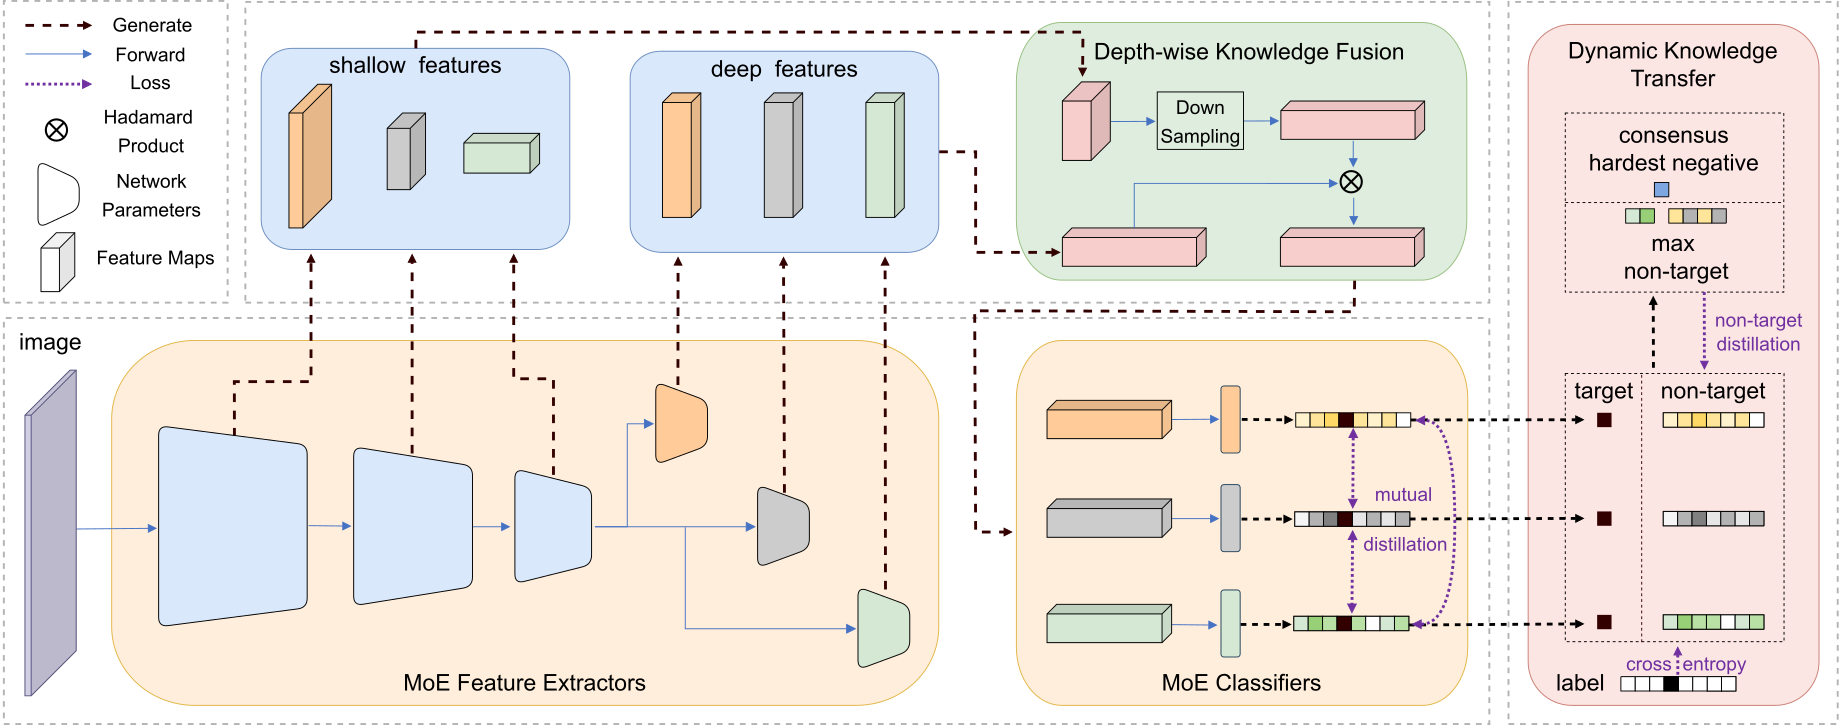 Generate
Forward
Loss
Hadamard
Product
Network
Parameters
Feature Maps
shallow features
deep features
Depth-wise Knowledge Fusion
Down
Sampling
image
MoE Feature Extractors
mutual
distillation
MoE Classifiers
Dynamic Knowledge
Transfer
consensus
hardest negative
max
non-target
non-target
distillation
target
non-target
cross entropy
label